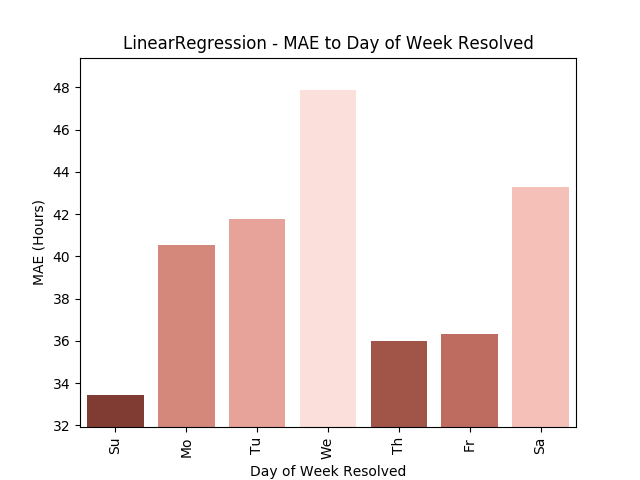 LinearRegression - MAE to Day of Week Resolved
48
46
44
42
40
38
36
34
32
MAE (Hours)
Su
Mo
Tu
We
Th
Fr
Sa
Day of Week Resolved